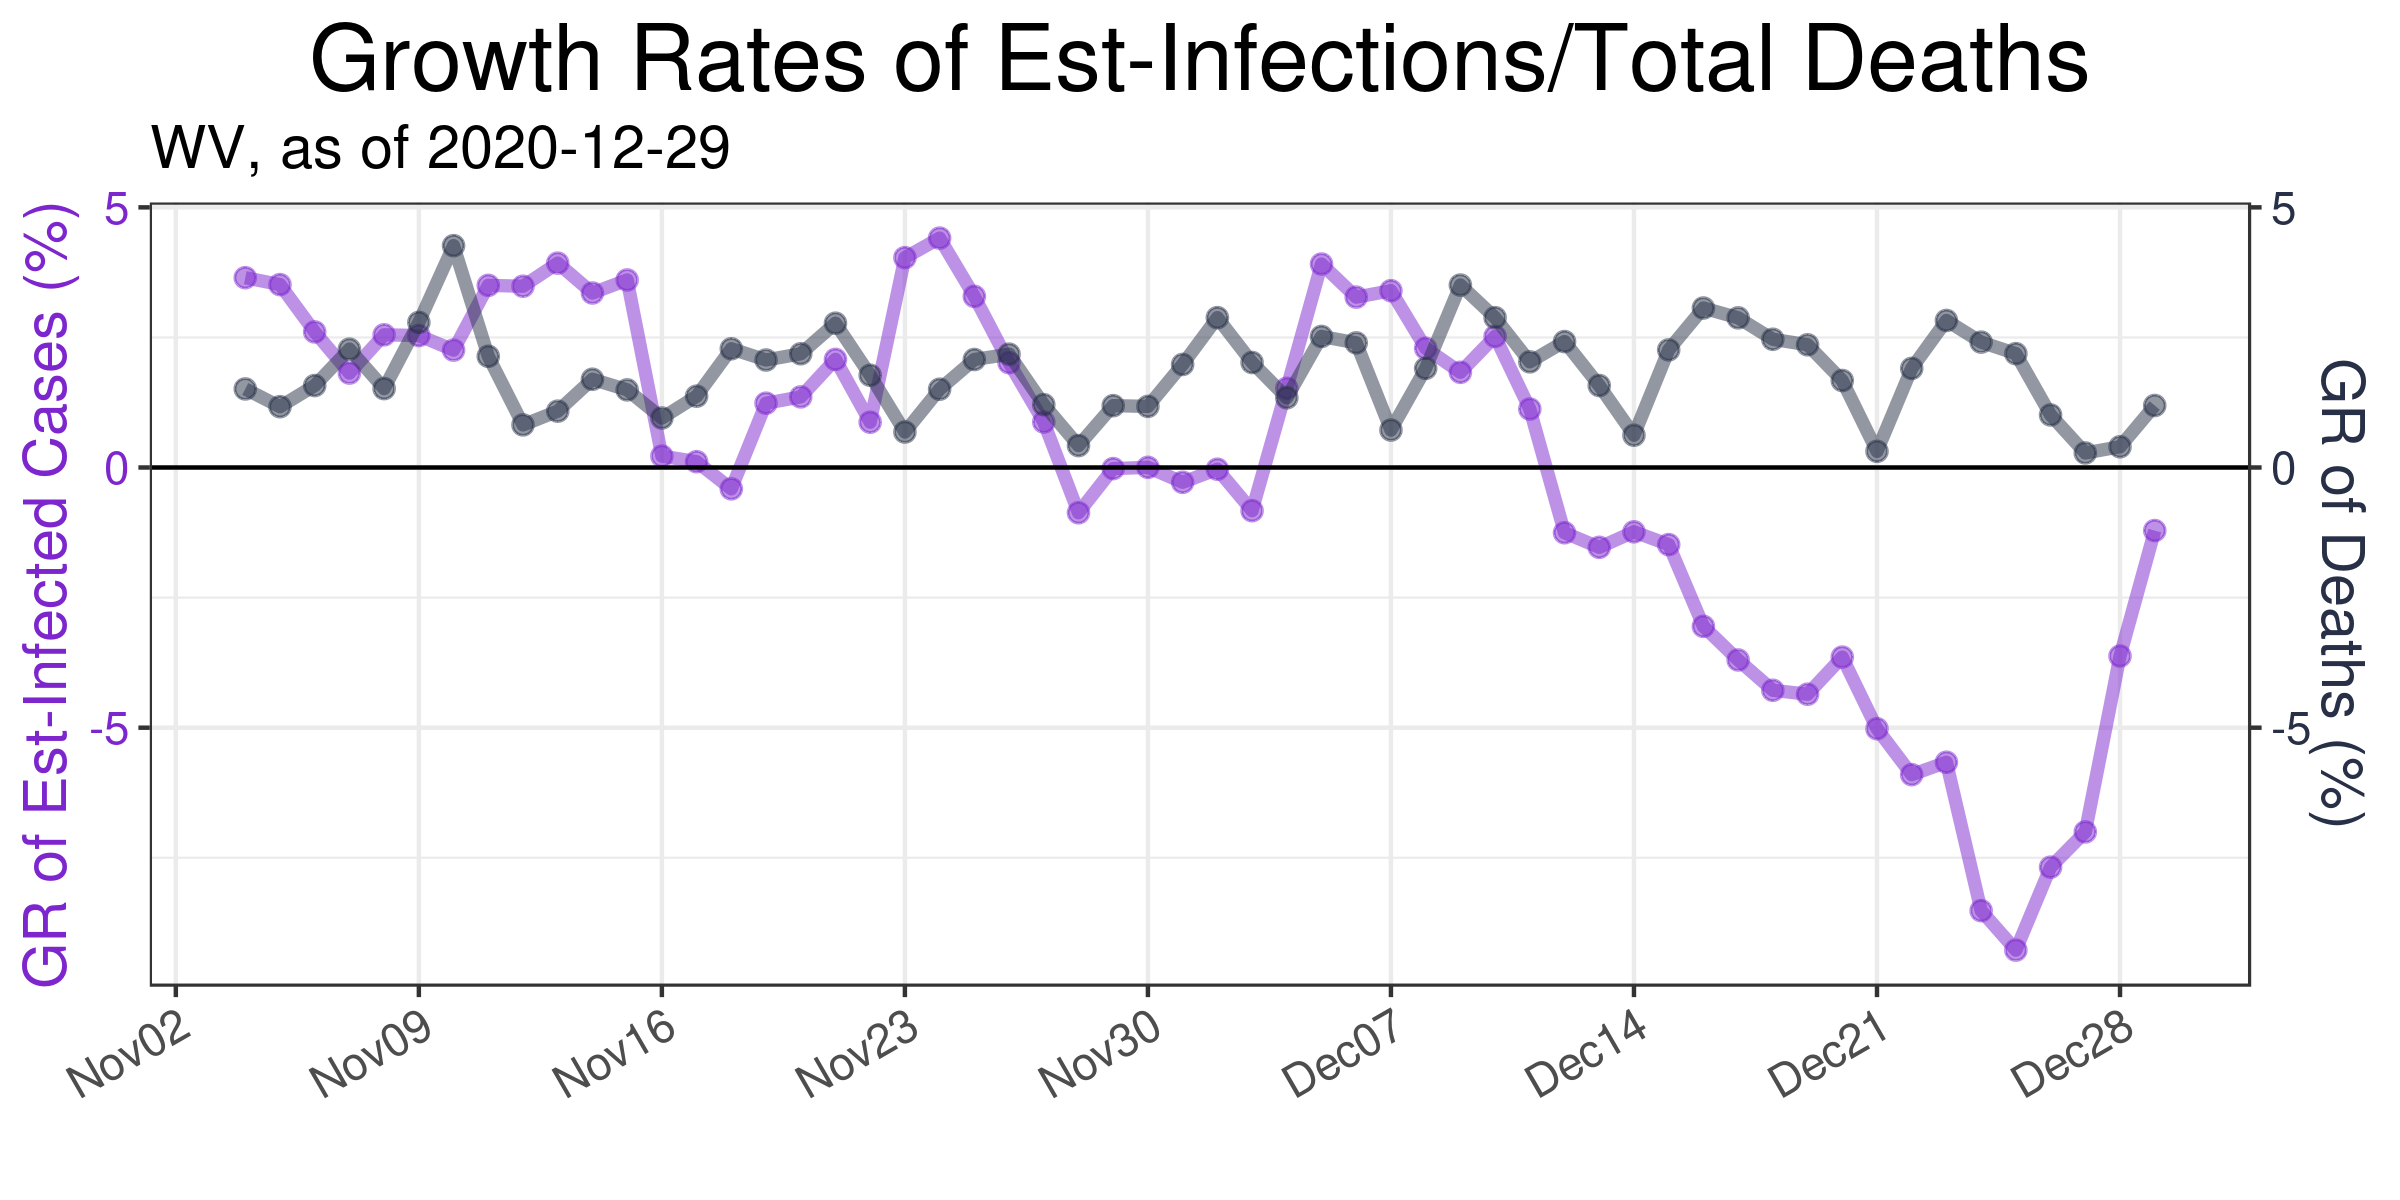 Growth Rates of Est-Infections/Total Deaths
WV, as of 2020-12-29
GR of Est-Infected Cases (%)
5
0
-5
5
0
-5
GR of Deaths (%)
Nov02
Nov09
Nov16
Nov23
Nov30
Dec07
Dec14
Dec21
Dec28